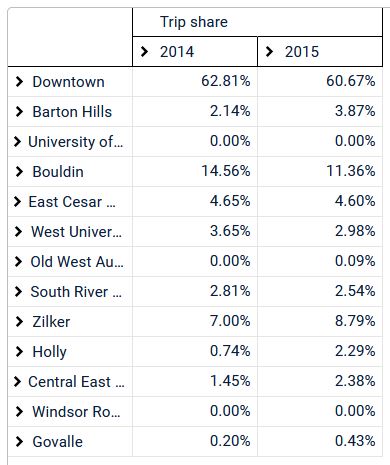 Trip share
2014 2015
Downtown 62.81% 60.67%
Barton Hills 2.14% 3.87%
University of... 0.00% 0.00%
Bouldin 14.56% 11.36%
East Cesar ... 4.65% 4.60%
West Univer... 3.65% 2.98%
Old West Au... 0.00% 0.09%
South River ... 2.81% 2.54%
Zilker 7.00% 8.79%
Holly 0.74% 2.29%
Central East ... 1.45% 2.38%
Windsor Ro... 0.00% 0.00%
Govalle 0.20% 0.43%